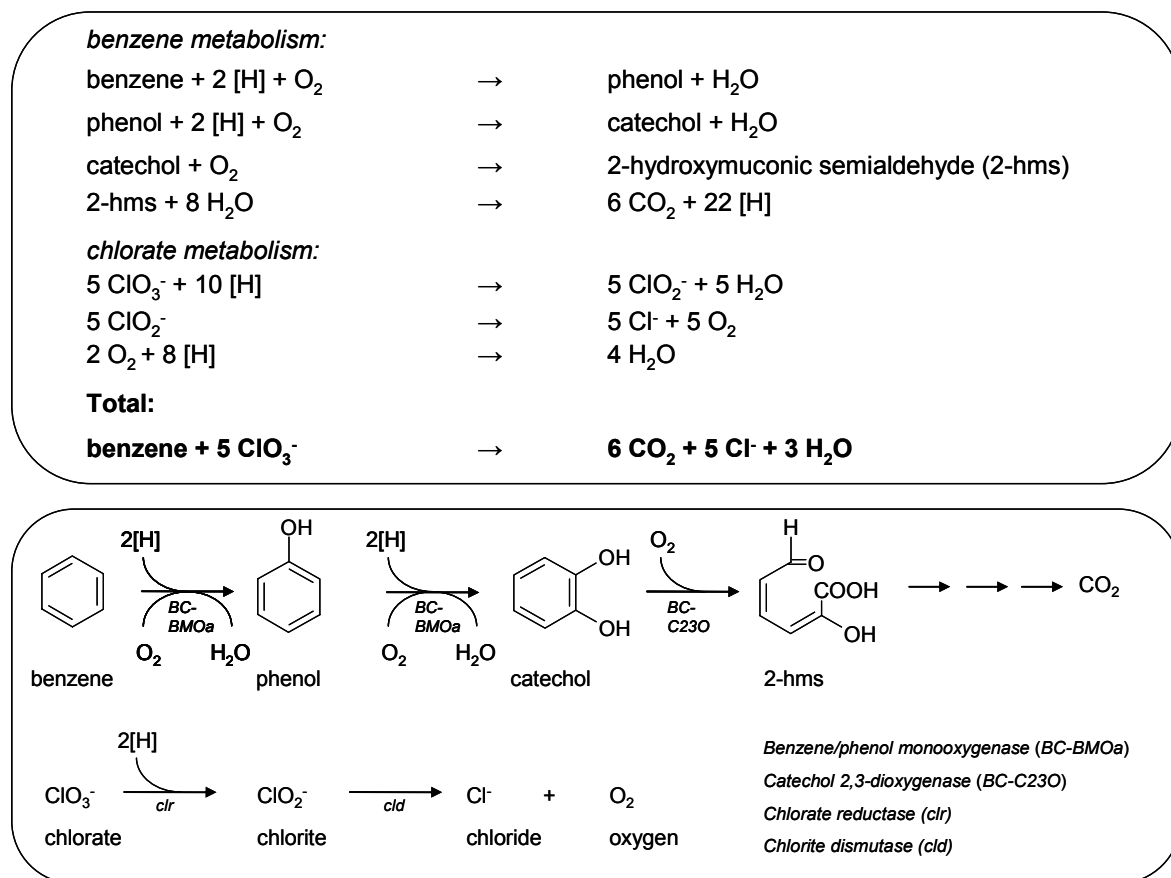 benzene metabolism:
benzene + 2 [H] + O₂ → phenol + H₂O
phenol + 2 [H] + O₂ → catechol + H₂O
catechol + O₂ → 2-hydroxymuconic semialdehyde (2-hms)
2-hms + 8 H₂O → 6 CO₂ + 22 [H]
chlorate metabolism:
5 ClO₃⁻ + 10 [H] → 5 ClO₂⁻ + 5 H₂O
5 ClO₂⁻ → 5 Cl⁻ + 5 O₂
2 O₂ + 8 [H] → 4 H₂O
Total:
benzene + 5 ClO₃⁻ → 6 CO₂ + 5 Cl⁻ + 3 H₂O
2[H] OH 2[H] O₂ H
OH O
COOH CO₂
BC-BMOa BC-BMOa OH BC-C23O OH
O₂ H₂O O₂ H₂O
benzene phenol catechol 2-hms
2[H]
ClO₃⁻ clr ClO₂⁻ cld Cl⁻ + O₂
chlorate chlorite chloride oxygen
Benzene/phenol monooxygenase (BC-BMOa)
Catechol 2,3-dioxygenase (BC-C23O)
Chlorate reductase (clr)
Chlorite dismutase (cld)